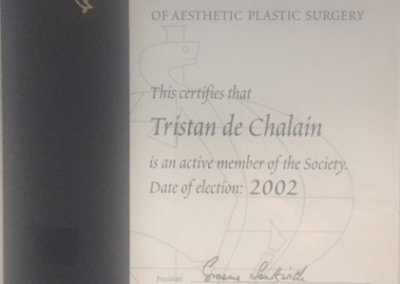 OF AESTHETIC PLASTIC SURGERY
This certifies that
Tristan de Chalain
is an active member of the Society.
Date of election: 2002
President